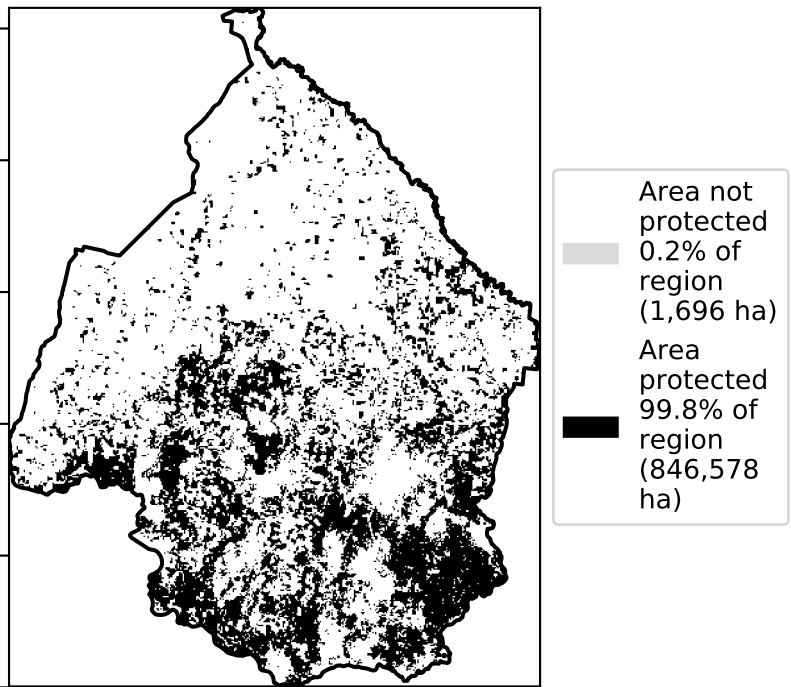 Area not
protected
0.2% of
region
(1,696 ha)
Area
protected
99.8% of
region
(846,578
ha)